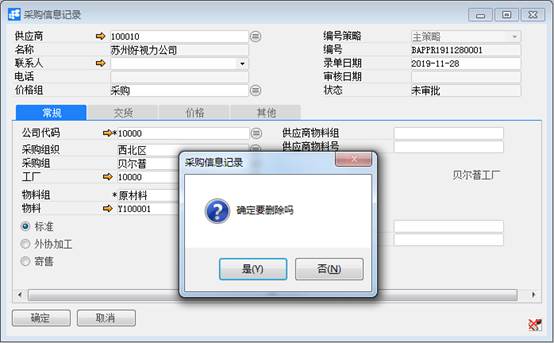 采购信息记录
供应商 100010 编号策略 主策略
名称 苏州好视力公司 编号 BAPPR1911280001
联系人 录单日期 2019-11-28
电话 审核日期
价格组 采购 状态 未审批
常规 交货 价格 其他
公司代码 *10000 供应商物料组
采购组织 西北区 供应商物料号
采购组 贝尔普
工厂 10000 贝尔普工厂
物料组 *原材料
物料 Y100001
标准
外协加工
寄售
采购信息记录
确定要删除吗
是(Y) 否(N)
确定 取消